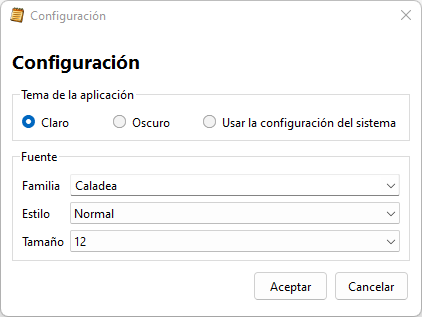 Configuración
Configuración
Tema de la aplicación
Claro Oscuro Usar la configuración del sistema
Fuente
Familia Caladea
Estilo Normal
Tamaño 12
Aceptar Cancelar